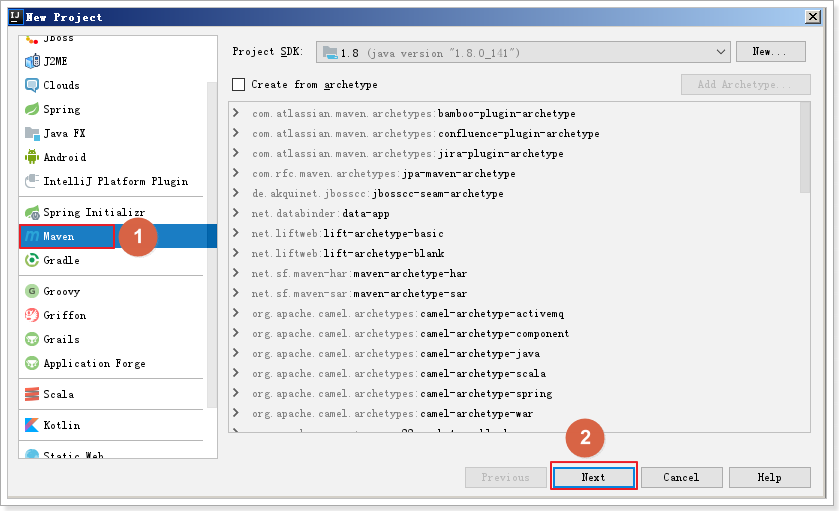 New Project
Jboss
J2ME
Clouds
Spring
Java FX
Android
IntelliJ Platform Plugin
Spring Initializr
Maven
1
Gradle
Groovy
Griffon
Grails
Application Forge
Scala
Kotlin
Static Web
Project SDK: 1.8 (java version "1.8.0_141") New...
Create from archetype Add Archetype...
com.atlassian.maven.archetypes:bamboo-plugin-archetype
com.atlassian.maven.archetypes:confluence-plugin-archetype
com.atlassian.maven.archetypes:jira-plugin-archetype
com.rfc.maven.archetypes:jpa-maven-archetype
de.akquinet.jbosscc:jbosscc-seam-archetype
net.databinder:data-app
net.liftweb:lift-archetype-basic
net.liftweb:lift-archetype-blank
net.sf.maven-har:maven-archetype-har
net.sf.maven-sar:maven-archetype-sar
org.apache.camel.archetypes:camel-archetype-activemq
org.apache.camel.archetypes:camel-archetype-component
org.apache.camel.archetypes:camel-archetype-java
org.apache.camel.archetypes:camel-archetype-scala
org.apache.camel.archetypes:camel-archetype-spring
org.apache.camel.archetypes:camel-archetype-war
2
Previous Next Cancel Help